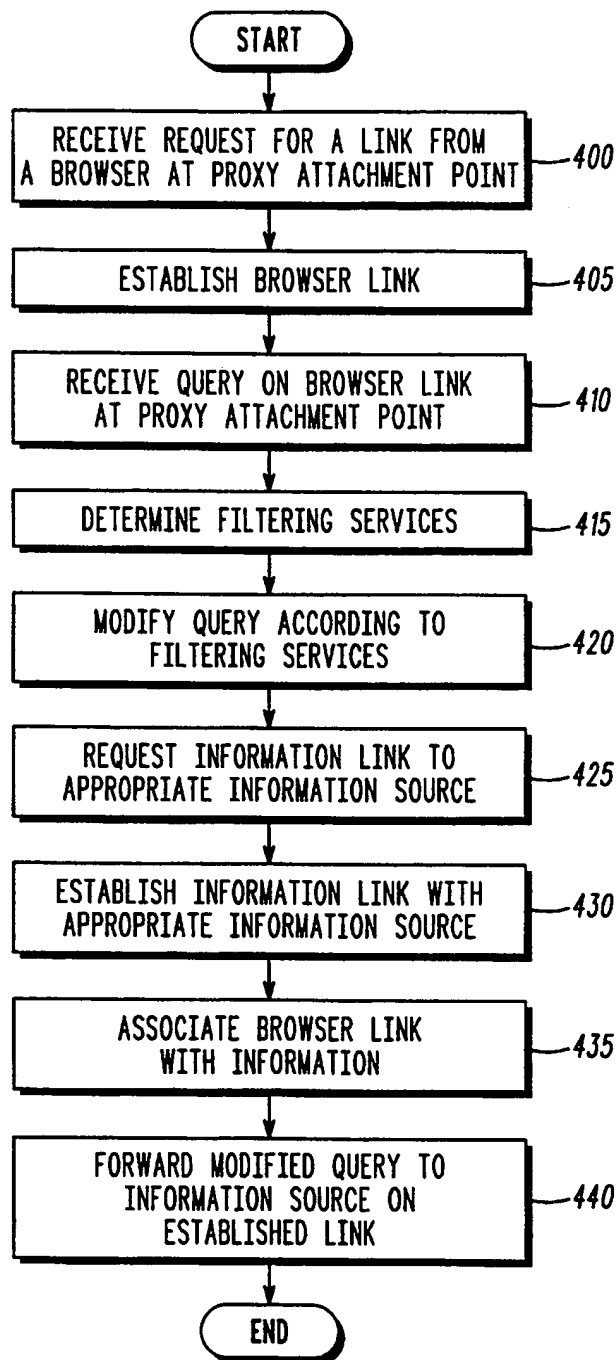 START
RECEIVE REQUEST FOR A LINK FROM
A BROWSER AT PROXY ATTACHMENT POINT
400
ESTABLISH BROWSER LINK
405
RECEIVE QUERY ON BROWSER LINK
AT PROXY ATTACHMENT POINT
410
DETERMINE FILTERING SERVICES
415
MODIFY QUERY ACCORDING TO
FILTERING SERVICES
420
REQUEST INFORMATION LINK TO
APPROPRIATE INFORMATION SOURCE
425
ESTABLISH INFORMATION LINK WITH
APPROPRIATE INFORMATION SOURCE
430
ASSOCIATE BROWSER LINK
WITH INFORMATION
435
FORWARD MODIFIED QUERY TO
INFORMATION SOURCE ON
ESTABLISHED LINK
440
END